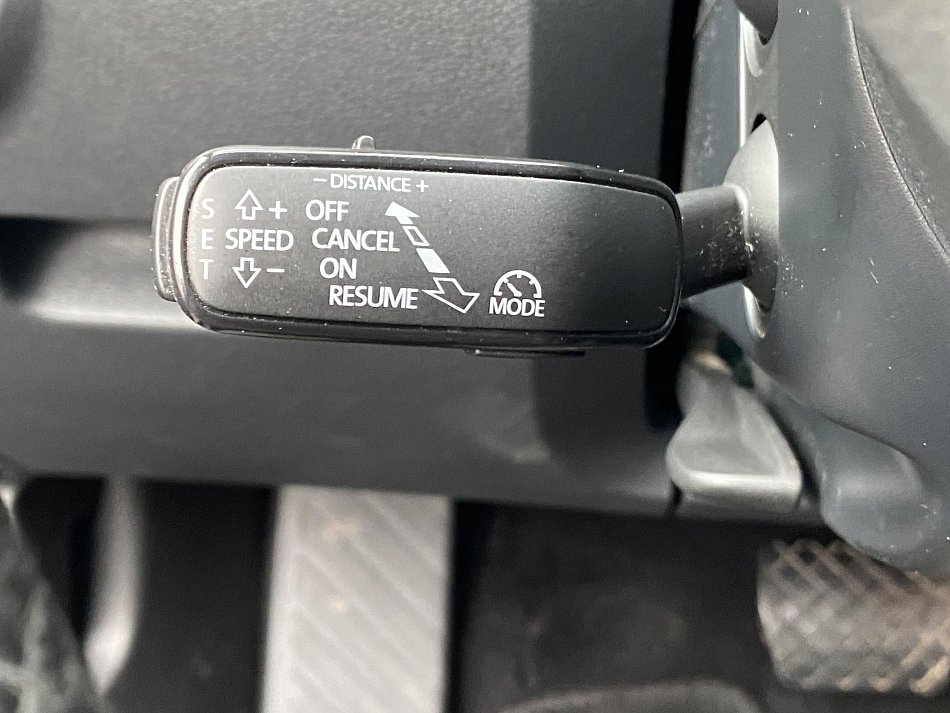 – DISTANCE +
S + OFF
E SPEED CANCEL
T – ON
RESUME MODE